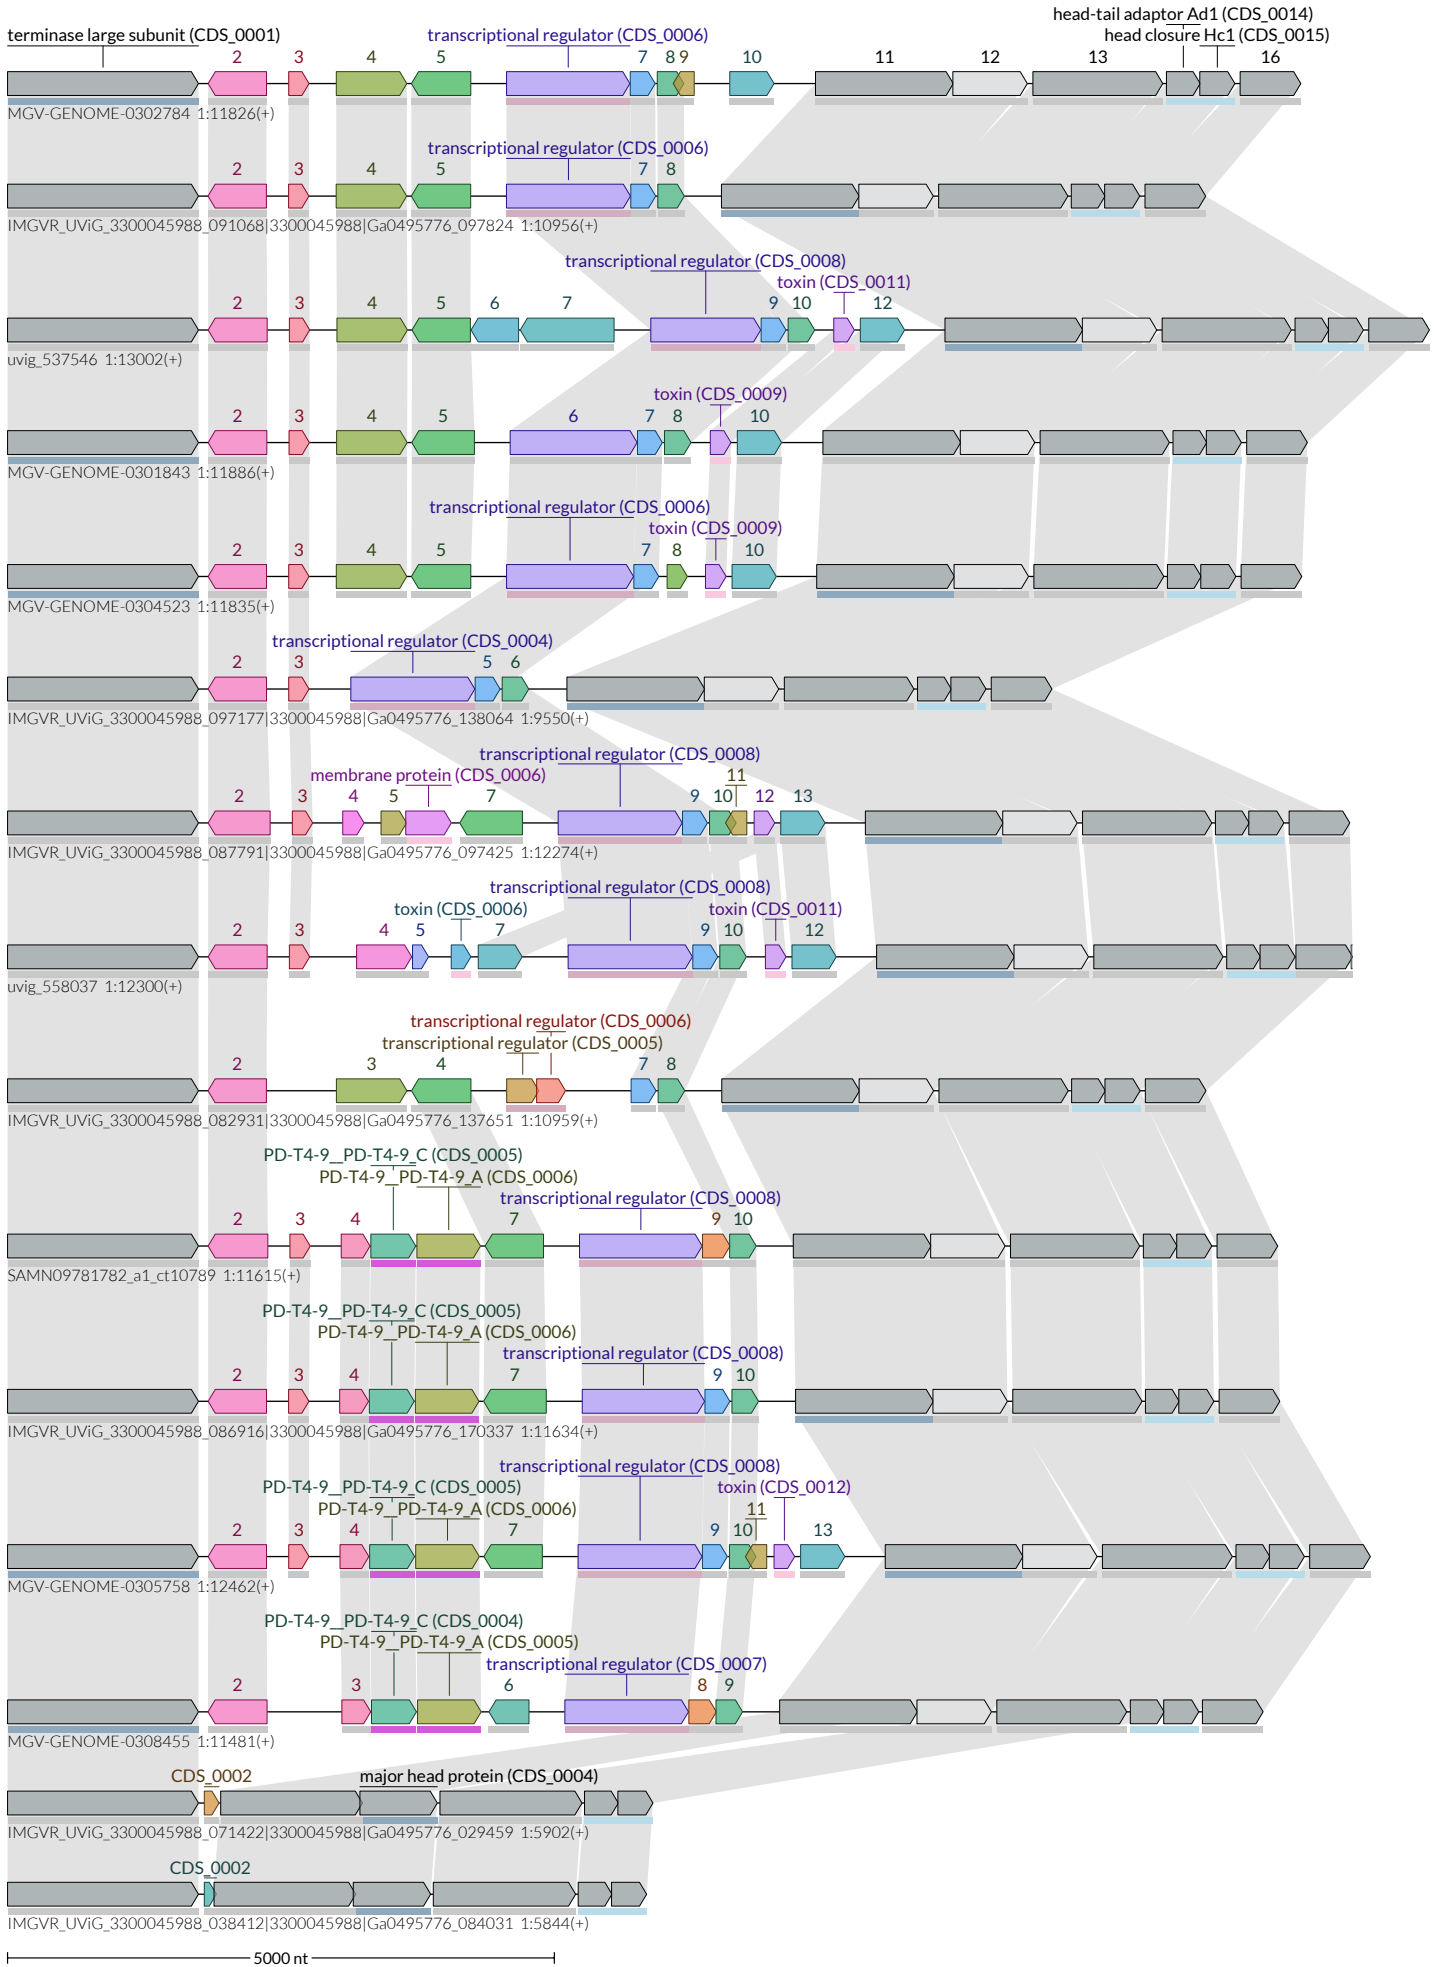 head-tail adaptor Ad1 (CDS_0014)
terminase large subunit (CDS_0001) transcriptional regulator (CDS_0006) head closure Hc1 (CDS_0015)
2 3 4 5 7 8 9 10 11 12 13 16
MGV-GENOME-0302784 1:11826(+)
transcriptional regulator (CDS_0006)
2 3 4 5 7 8
IMGVR_UViG_3300045988_091068|3300045988|Ga0495776_097824 1:10956(+)
transcriptional regulator (CDS_0008)
toxin (CDS_0011)
2 3 4 5 6 7 9 10 12
uvig_537546 1:13002(+)
toxin (CDS_0009)
2 3 4 5 6 7 8 10
MGV-GENOME-0301843 1:11886(+)
transcriptional regulator (CDS_0006)
toxin (CDS_0009)
2 3 4 5 7 8 10
MGV-GENOME-0304523 1:11835(+)
transcriptional regulator (CDS_0004)
2 3 5 6
IMGVR_UViG_3300045988_097177|3300045988|Ga0495776_138064 1:9550(+)
transcriptional regulator (CDS_0008)
membrane protein (CDS_0006) 11
2 3 4 5 7 9 10 12 13
IMGVR_UViG_3300045988_087791|3300045988|Ga0495776_097425 1:12274(+)
transcriptional regulator (CDS_0008)
toxin (CDS_0006) toxin (CDS_0011)
2 3 4 5 7 9 10 12
uvig_558037 1:12300(+)
transcriptional regulator (CDS_0006)
transcriptional regulator (CDS_0005)
2 3 4 7 8
IMGVR_UViG_3300045988_082931|3300045988|Ga0495776_137651 1:10959(+)
PD-T4-9__PD-T4-9_C (CDS_0005)
PD-T4-9__PD-T4-9_A (CDS_0006)
transcriptional regulator (CDS_0008)
2 3 4 7 9 10
SAMN09781782_a1_ct10789 1:11615(+)
PD-T4-9__PD-T4-9_C (CDS_0005)
PD-T4-9__PD-T4-9_A (CDS_0006)
transcriptional regulator (CDS_0008)
2 3 4 7 9 10
IMGVR_UViG_3300045988_086916|3300045988|Ga0495776_170337 1:11634(+)
transcriptional regulator (CDS_0008)
PD-T4-9__PD-T4-9_C (CDS_0005) toxin (CDS_0012)
PD-T4-9__PD-T4-9_A (CDS_0006) 11
2 3 4 7 9 10 13
MGV-GENOME-0305758 1:12462(+)
PD-T4-9__PD-T4-9_C (CDS_0004)
PD-T4-9__PD-T4-9_A (CDS_0005)
transcriptional regulator (CDS_0007)
2 3 6 8 9
MGV-GENOME-0308455 1:11481(+)
CDS_0002 major head protein (CDS_0004)
IMGVR_UViG_3300045988_071422|3300045988|Ga0495776_029459 1:5902(+)
CDS_0002
IMGVR_UViG_3300045988_038412|3300045988|Ga0495776_084031 1:5844(+)
5000 nt